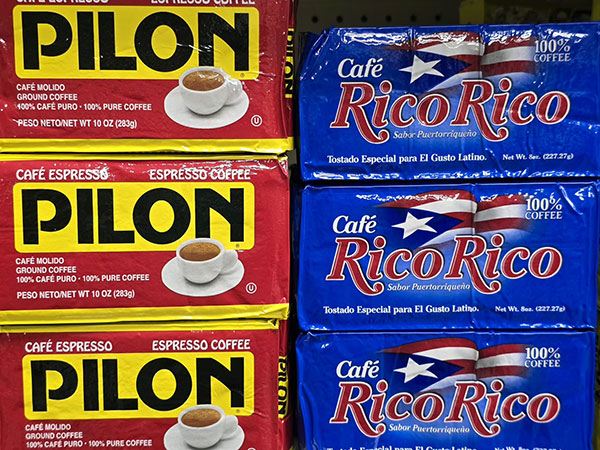 PILON
CAFÉ MOLIDO
GROUND COFFEE
100% CAFÉ PURO · 100% PURE COFFEE
PESO NETO/NET WT 10 OZ (283g)
U
CAFÉ ESPRESSO ESPRESSO COFFEE
PILON
CAFÉ MOLIDO
GROUND COFFEE
100% CAFÉ PURO · 100% PURE COFFEE
PESO NETO/NET WT 10 OZ (283g)
U
CAFÉ ESPRESSO ESPRESSO COFFEE
PILON
CAFÉ MOLIDO
GROUND COFFEE
100% CAFÉ PURO · 100% PURE COFFEE
Café
100%
COFFEE
Rico Rico
Sabor Puertorriqueño
Tostado Especial para El Gusto Latino. Net Wt. 8oz. (227.27g)
Café
100%
COFFEE
Rico Rico
Sabor Puertorriqueño
Tostado Especial para El Gusto Latino. Net Wt. 8oz. (227.27g)
Café
100%
COFFEE
Rico Rico
Sabor Puertorriqueño